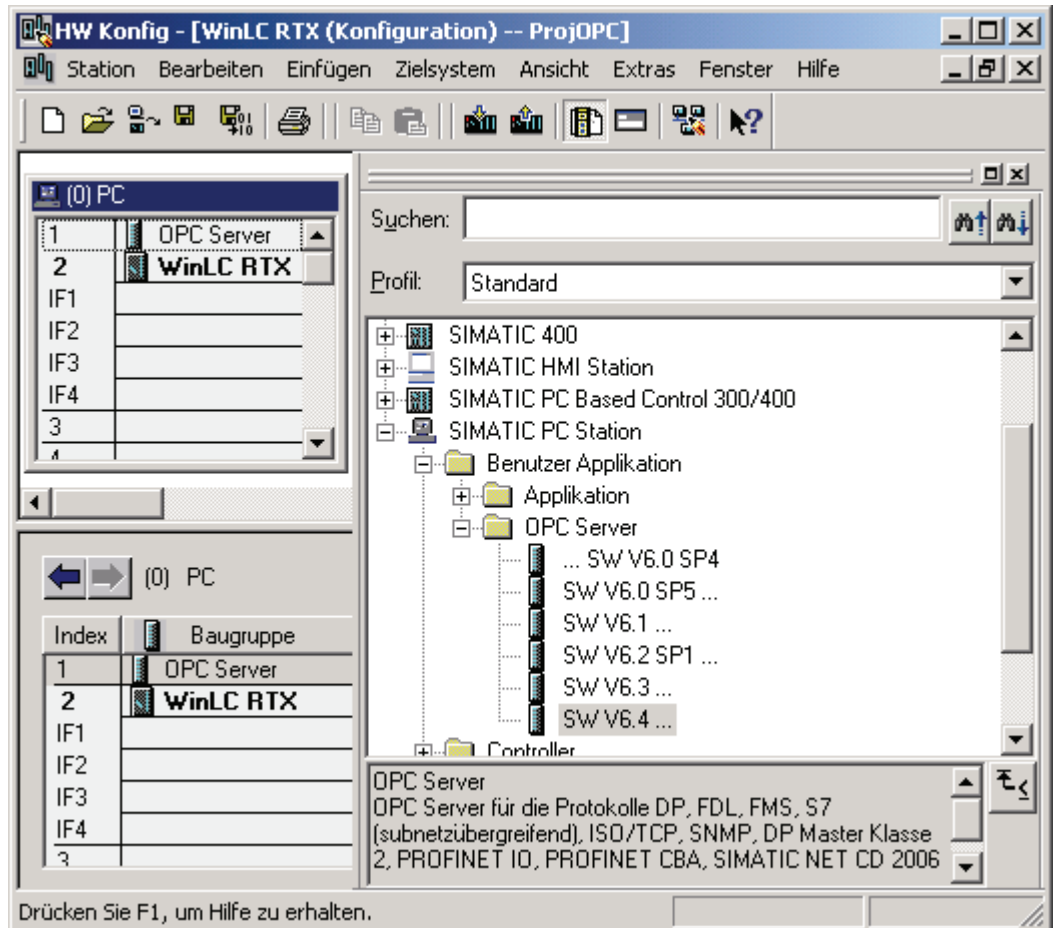 HW Konfig - [WinLC RTX (Konfiguration) -- ProjOPC]
Station Bearbeiten Einfügen Zielsystem Ansicht Extras Fenster Hilfe
(0) PC
1 OPC Server
2 WinLC RTX
IF1
IF2
IF3
IF4
3
4
Suchen:
Profil: Standard
SIMATIC 400
SIMATIC HMI Station
SIMATIC PC Based Control 300/400
SIMATIC PC Station
Benutzer Applikation
Applikation
OPC Server
... SW V6.0 SP4
SW V6.0 SP5 ...
SW V6.1 ...
SW V6.2 SP1 ...
SW V6.3 ...
SW V6.4 ...
Controller
(0) PC
Index Baugruppe
1 OPC Server
2 WinLC RTX
IF1
IF2
IF3
IF4
3
OPC Server
OPC Server für die Protokolle DP, FDL, FMS, S7
(subnetzübergreifend), ISO/TCP, SNMP, DP Master Klasse
2, PROFINET IO, PROFINET CBA, SIMATIC NET CD 2006
Drücken Sie F1, um Hilfe zu erhalten.